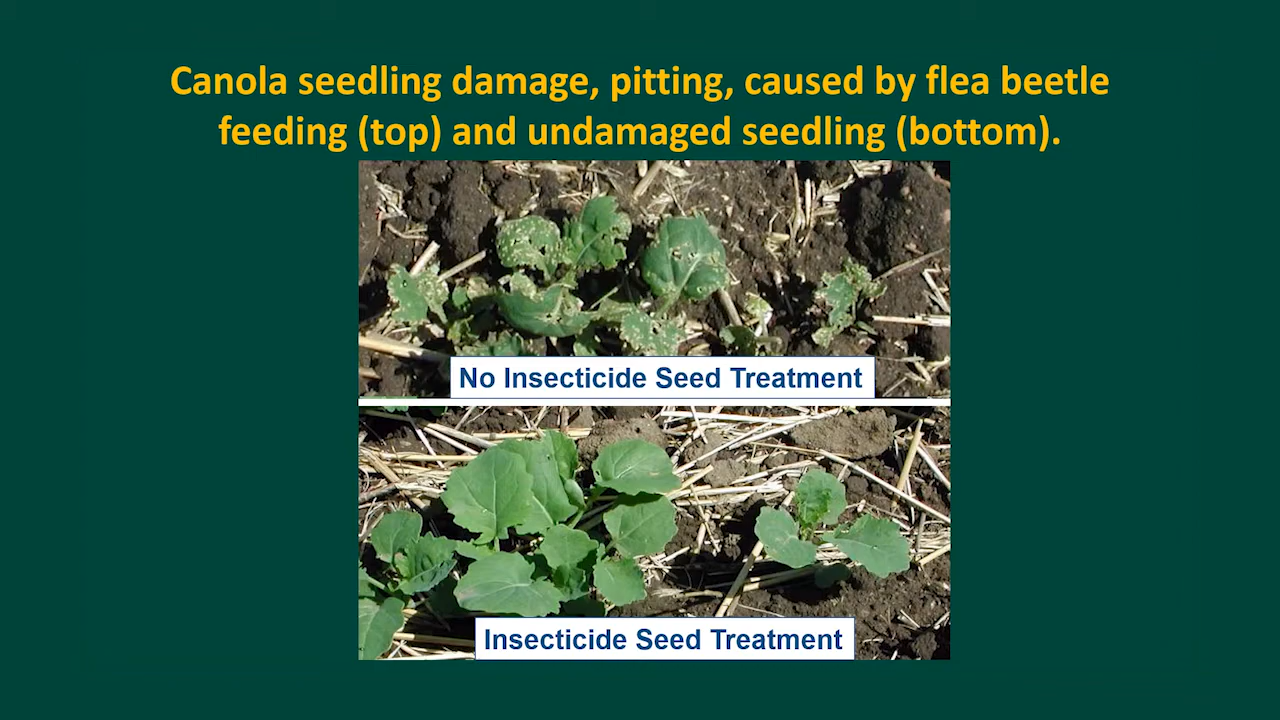 Canola seedling damage, pitting, caused by flea beetle
feeding (top) and undamaged seedling (bottom).
No Insecticide Seed Treatment
Insecticide Seed Treatment